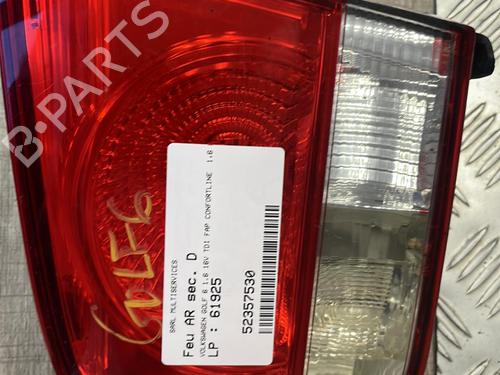 SARL MULTISERVICES
Feu AR sec. D
VOLKSWAGEN GOLF 6 1.6 16V TDI FAP CONFORTLINE 1.6
LP : 61925
52357530
GOLF-6
B